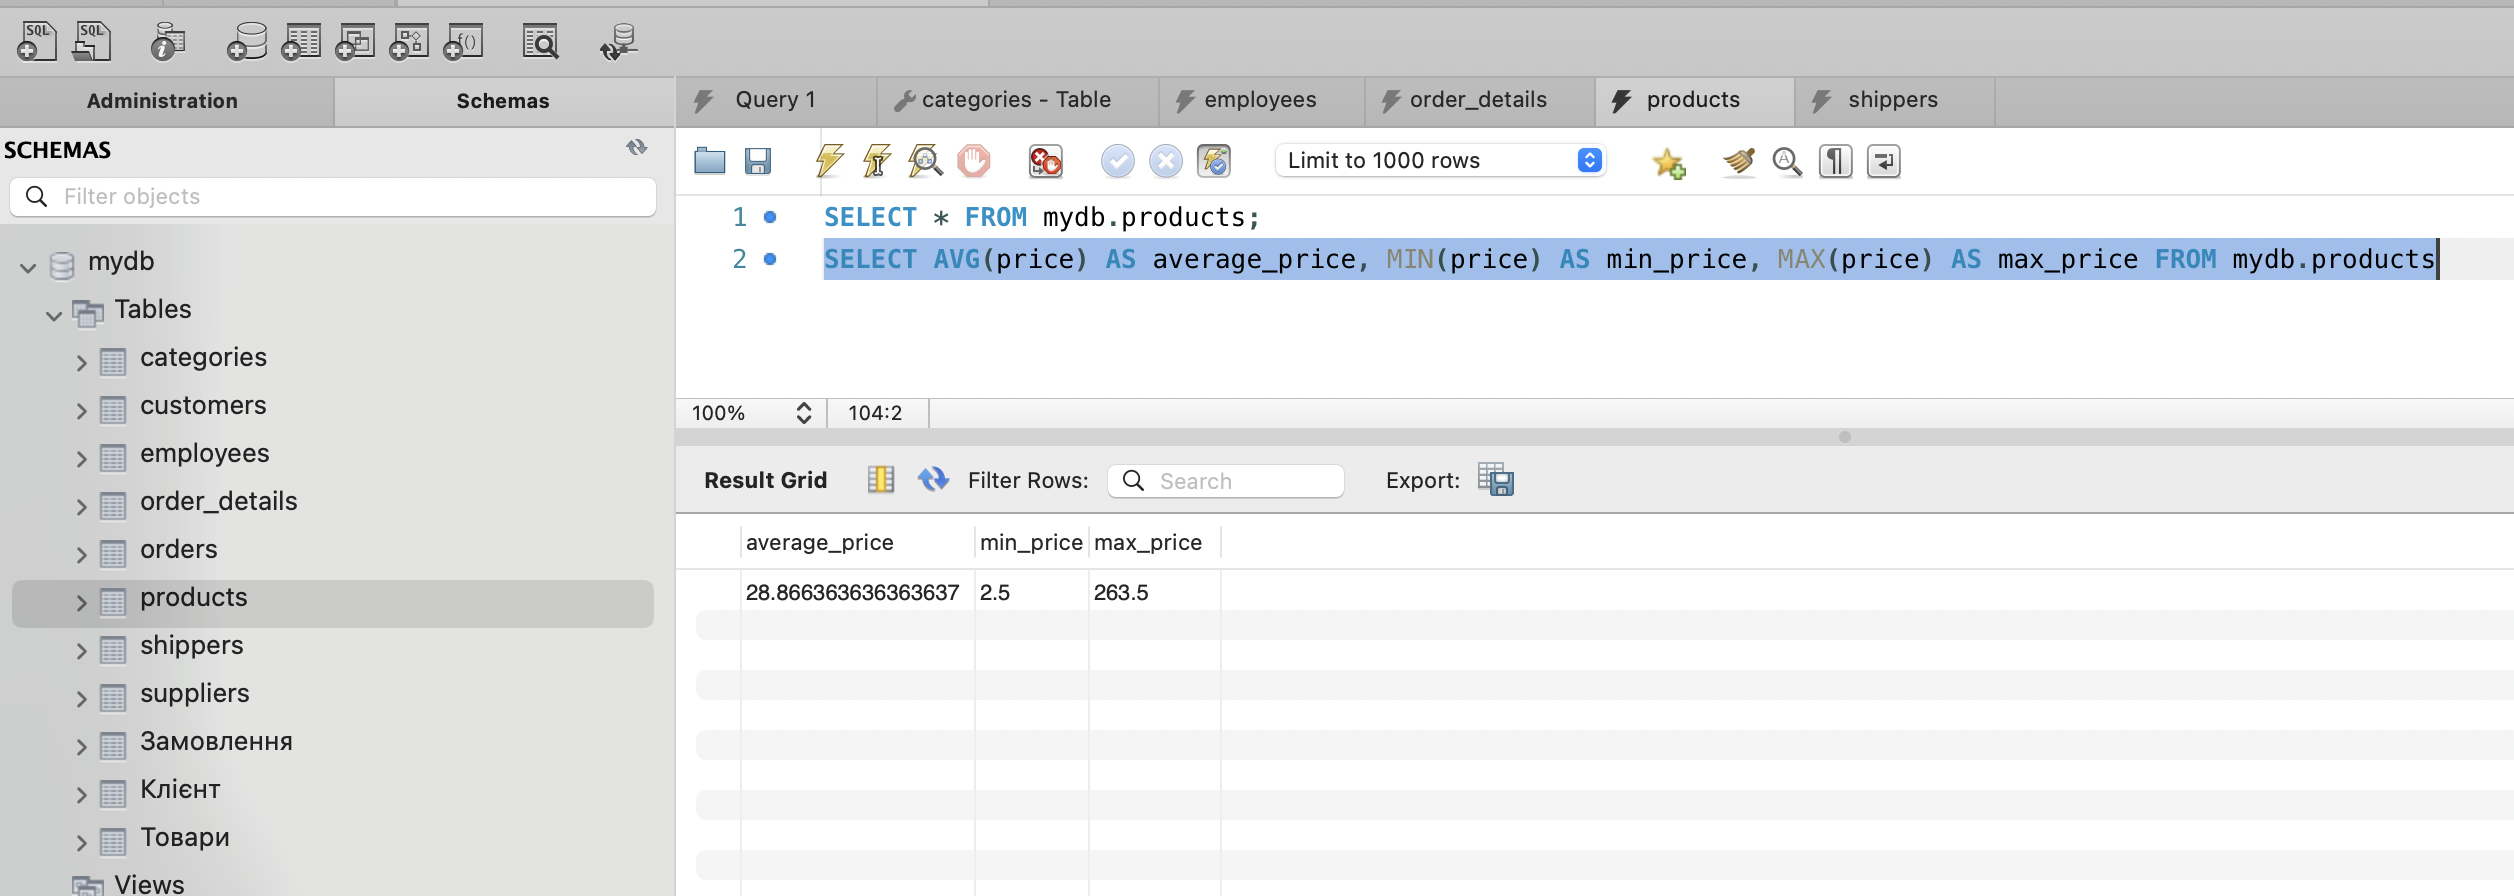 SQL SQL i f()
Administration Schemas
Query 1 categories - Table employees order_details products shippers
SCHEMAS
Filter objects
Limit to 1000 rows
1 SELECT * FROM mydb.products;
2 SELECT AVG(price) AS average_price, MIN(price) AS min_price, MAX(price) AS max_price FROM mydb.products
mydb
Tables
categories
customers
employees
order_details
orders
products
shippers
suppliers
Замовлення
Клієнт
Товари
Views
100% 104:2
Result Grid Filter Rows: Search Export:
average_price min_price max_price
28.866363636363637 2.5 263.5